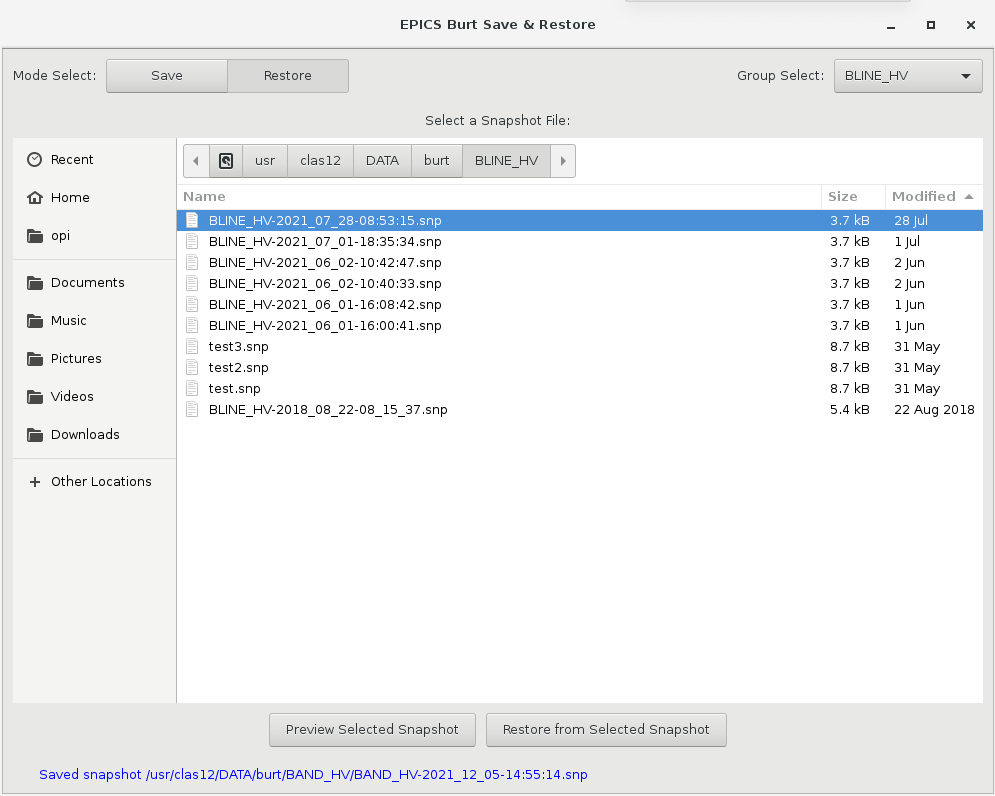 EPICS Burt Save & Restore
Mode Select: Save Restore Group Select: BLINE_HV
Select a Snapshot File:
Recent
Home
opi
Documents
Music
Pictures
Videos
Downloads
Other Locations
usr clas12 DATA burt BLINE_HV
Name Size Modified
BLINE_HV-2021_07_28-08:53:15.snp 3.7 kB 28 Jul
BLINE_HV-2021_07_01-18:35:34.snp 3.7 kB 1 Jul
BLINE_HV-2021_06_02-10:42:47.snp 3.7 kB 2 Jun
BLINE_HV-2021_06_02-10:40:33.snp 3.7 kB 2 Jun
BLINE_HV-2021_06_01-16:08:42.snp 3.7 kB 1 Jun
BLINE_HV-2021_06_01-16:00:41.snp 3.7 kB 1 Jun
test3.snp 8.7 kB 31 May
test2.snp 8.7 kB 31 May
test.snp 8.7 kB 31 May
BLINE_HV-2018_08_22-08_15_37.snp 5.4 kB 22 Aug 2018
Preview Selected Snapshot Restore from Selected Snapshot
Saved snapshot /usr/clas12/DATA/burt/BAND_HV/BAND_HV-2021_12_05-14:55:14.snp